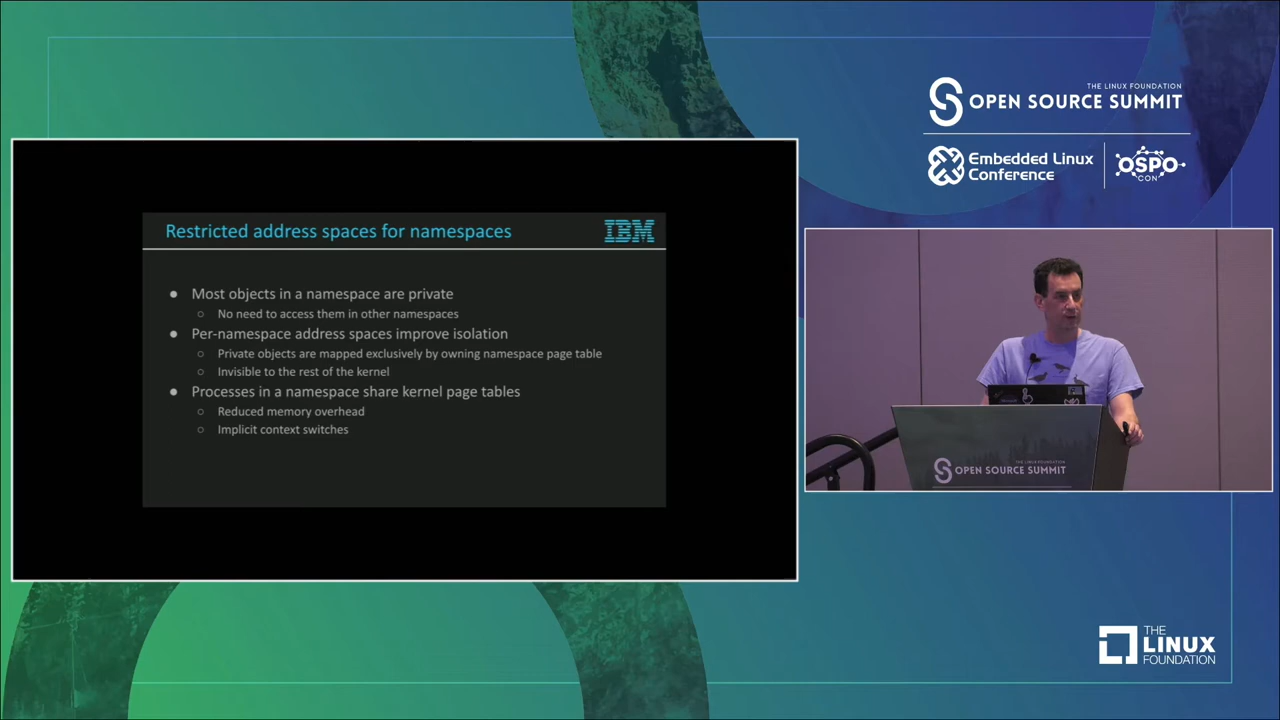 THE LINUX FOUNDATION
OPEN SOURCE SUMMIT
Embedded Linux
Conference
OSPO
CON
Restricted address spaces for namespaces
IBM
● Most objects in a namespace are private
○ No need to access them in other namespaces
● Per-namespace address spaces improve isolation
○ Private objects are mapped exclusively by owning namespace page table
○ Invisible to the rest of the kernel
● Processes in a namespace share kernel page tables
○ Reduced memory overhead
○ Implicit context switches
THE LINUX FOUNDATION
OPEN SOURCE SUMMIT
THE
LINUX
FOUNDATION